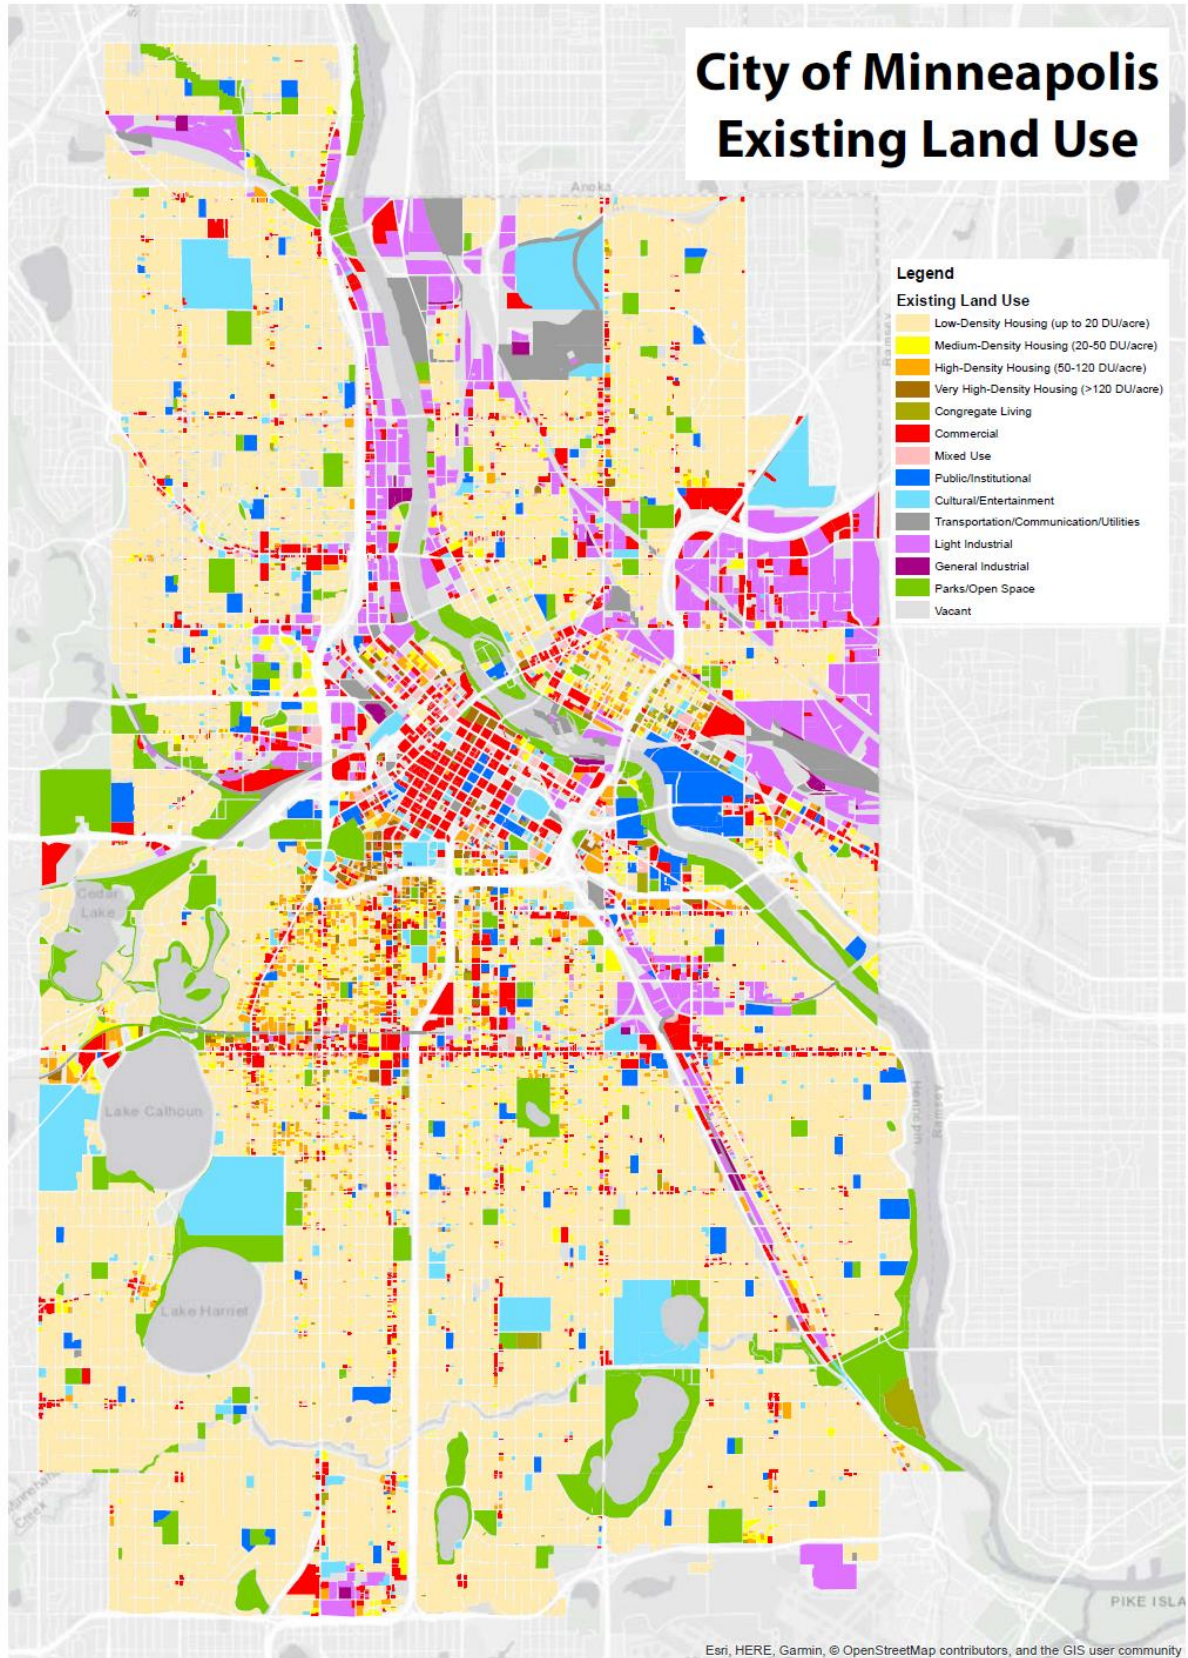 City of Minneapolis
Existing Land Use
Anoka
Legend
Existing Land Use
Low-Density Housing (up to 20 DU/acre)
Medium-Density Housing (20-50 DU/acre)
High-Density Housing (50-120 DU/acre)
Very High-Density Housing (>120 DU/acre)
Congregate Living
Commercial
Mixed Use
Public/Institutional
Cultural/Entertainment
Transportation/Communication/Utilities
Light Industrial
General Industrial
Parks/Open Space
Vacant
Ramsey
Cedar
Lake
Lake Calhoun
Hennepin
Ramsey
Lake Harriet
Creek
PIKE ISLA
Esri, HERE, Garmin, © OpenStreetMap contributors, and the GIS user community